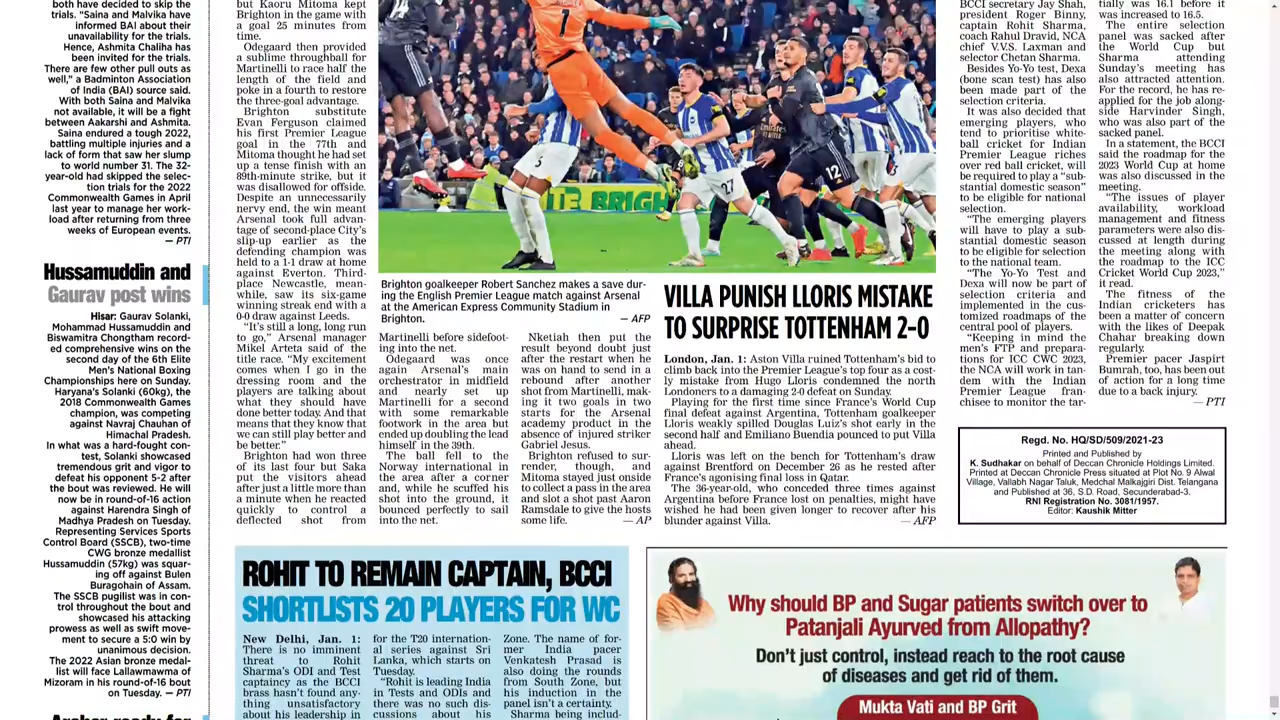 both have decided to skip the
trials. "Saina and Malvika have
informed BAI about their
unavailability for the trials.
Hence, Ashmita Chaliha has
been invited for the trials.
There are few other pull outs as
well," a Badminton Association
of India (BAI) source said.
With both Saina and Malvika
not available, it will be a fight
between Aakarshi and Ashmita.
Saina endured a tough 2022,
battling multiple injuries and a
lack of form that saw her slump
to world number 31. The 32-
year-old had skipped the selec-
tion trials for the 2022
Commonwealth Games in April
last year to manage her work-
load after returning from three
weeks of European events.
— PTI
Hussamuddin and
Gaurav post wins
Hisar: Gaurav Solanki,
Mohammad Hussamuddin and
Biswamitra Chongtham record-
ed comprehensive wins on the
second day of the 6th Elite
Men's National Boxing
Championships here on Sunday.
Haryana's Solanki (60kg), the
2018 Commonwealth Games
champion, was competing
against Navraj Chauhan of
Himachal Pradesh.
In what was a hard-fought con-
test, Solanki showcased
tremendous grit and vigor to
defeat his opponent 5-2 after
the bout was reviewed. He will
now be in round-of-16 action
against Harendra Singh of
Madhya Pradesh on Tuesday.
Representing Services Sports
Control Board (SSCB), two-time
CWG bronze medallist
Hussamuddin (57kg) was squar-
ing off against Bulen
Buragohain of Assam.
The SSCB pugilist was in con-
trol throughout the bout and
showcased his attacking
prowess as well as swift move-
ment to secure a 5:0 win by
unanimous decision.
The 2022 Asian bronze medal-
list will face Lallawmawma of
Mizoram in his round-of-16 bout
on Tuesday. — PTI
Archer ready for
but Kaoru Mitoma kept
Brighton in the game with
a goal 25 minutes from
time.
Odegaard then provided
a sublime throughball for
Martinelli to race half the
length of the field and
poke in a fourth to restore
the three-goal advantage.
Brighton substitute
Evan Ferguson claimed
his first Premier League
goal in the 77th and
Mitoma thought he had set
up a tense finish with an
89th-minute strike, but it
was disallowed for offside.
Despite an unnecessarily
nervy end, the win meant
Arsenal took full advan-
tage of second-place City's
slip-up earlier as the
defending champion was
held to a 1-1 draw at home
against Everton. Third-
place Newcastle, mean-
while, saw its six-game
winning streak end with a
0-0 draw against Leeds.
"It's still a long, long run
to go," Arsenal manager
Mikel Arteta said of the
title race. "My excitement
comes when I go in the
dressing room and the
players are talking about
what they should have
done better today. And that
means that they know that
we can still play better and
be better."
Brighton had won three
of its last four but Saka
put the visitors ahead
after just a little more than
a minute when he reacted
quickly to control a
deflected shot from
1
3
27
12
Emirates
TE BRIGH
Brighton goalkeeper Robert Sanchez makes a save dur-
ing the English Premier League match against Arsenal
at the American Express Community Stadium in
Brighton. — AFP
Martinelli before sidefoot-
ing into the net.
Odegaard was once
again Arsenal's main
orchestrator in midfield
and nearly set up
Martinelli for a second
with some remarkable
footwork in the area but
ended up doubling the lead
himself in the 39th.
The ball fell to the
Norway international in
the area after a corner
and, while he scuffed his
shot into the ground, it
bounced perfectly to sail
into the net.
Nketiah then put the
result beyond doubt just
after the restart when he
was on hand to send in a
rebound after another
shot from Martinelli, mak-
ing it two goals in two
starts for the Arsenal
academy product in the
absence of injured striker
Gabriel Jesus.
Brighton refused to sur-
render, though, and
Mitoma stayed just onside
to collect a pass in the area
and slot a shot past Aaron
Ramsdale to give the hosts
some life. — AP
VILLA PUNISH LLORIS MISTAKE
TO SURPRISE TOTTENHAM 2-0
London, Jan. 1: Aston Villa ruined Tottenham's bid to
climb back into the Premier League's top four as a cost-
ly mistake from Hugo Lloris condemned the north
Londoners to a damaging 2-0 defeat on Sunday.
Playing for the first time since France's World Cup
final defeat against Argentina, Tottenham goalkeeper
Lloris weakly spilled Douglas Luiz's shot early in the
second half and Emiliano Buendia pounced to put Villa
ahead.
Lloris was left on the bench for Tottenham's draw
against Brentford on December 26 as he rested after
France's agonising final loss in Qatar.
The 36-year-old, who conceded three times against
Argentina before France lost on penalties, might have
wished he had been given longer to recover after his
blunder against Villa. — AFP
BCCI secretary Jay Shah,
president Roger Binny,
captain Rohit Sharma,
coach Rahul Dravid, NCA
chief V.V.S. Laxman and
selector Chetan Sharma.
Besides Yo-Yo test, Dexa
(bone scan test) has also
been made part of the
selection criteria.
It was also decided that
emerging players, who
tend to prioritise white-
ball cricket for Indian
Premier League riches
over red ball cricket, will
be required to play a "sub-
stantial domestic season"
to be eligible for national
selection.
"The emerging players
will have to play a sub-
stantial domestic season
to be eligible for selection
to the national team.
"The Yo-Yo Test and
Dexa will now be part of
selection criteria and
implemented in the cus-
tomized roadmaps of the
central pool of players.
"Keeping in mind the
men's FTP and prepara-
tions for ICC CWC 2023,
the NCA will work in tan-
dem with the Indian
Premier League fran-
chisee to monitor the tar-
tially was 16.1 before it
was increased to 16.5.
The entire selection
panel was sacked after
the World Cup but
Sharma attending
Sunday's meeting has
also attracted attention.
For the record, he has re-
applied for the job along-
side Harvinder Singh,
who was also part of the
sacked panel.
In a statement, the BCCI
said the roadmap for the
2023 World Cup at home
was also discussed in the
meeting.
"The issues of player
availability, workload
management and fitness
parameters were also dis-
cussed at length during
the meeting along with
the roadmap to the ICC
Cricket World Cup 2023,"
it read.
The fitness of the
Indian cricketers has
been a matter of concern
with the likes of Deepak
Chahar breaking down
regularly.
Premier pacer Jaspirt
Bumrah, too, has been out
of action for a long time
due to a back injury.
— PTI
Regd. No. HQ/SD/509/2021-23
Printed and Published by
K. Sudhakar on behalf of Deccan Chronicle Holdings Limited.
Printed at Deccan Chronicle Press situated at Plot No. 9 Alwal
Village, Vallabh Nagar Taluk, Medchal Malkajgiri Dist. Telangana
and Published at 36, S.D. Road, Secunderabad-3.
RNI Registration No. 3081/1957.
Editor: Kaushik Mitter
ROHIT TO REMAIN CAPTAIN, BCCI
SHORTLISTS 20 PLAYERS FOR WC
New Delhi, Jan. 1:
There is no imminent
threat to Rohit
Sharma's ODI and Test
captaincy as the BCCI
brass hasn't found any-
thing unsatisfactory
about his leadership in
for the T20 internation-
al series against Sri
Lanka, which starts on
Tuesday.
"Rohit is leading India
in Tests and ODIs and
there was no such dis-
cussions about his
Zone. The name of for-
mer India pacer
Venkatesh Prasad is
also doing the rounds
from South Zone, but
his induction in the
panel isn't a certainty.
Sharma being includ-
Why should BP and Sugar patients switch over to
Patanjali Ayurved from Allopathy?
Don't just control, instead reach to the root cause
of diseases and get rid of them.
Mukta Vati and BP Grit